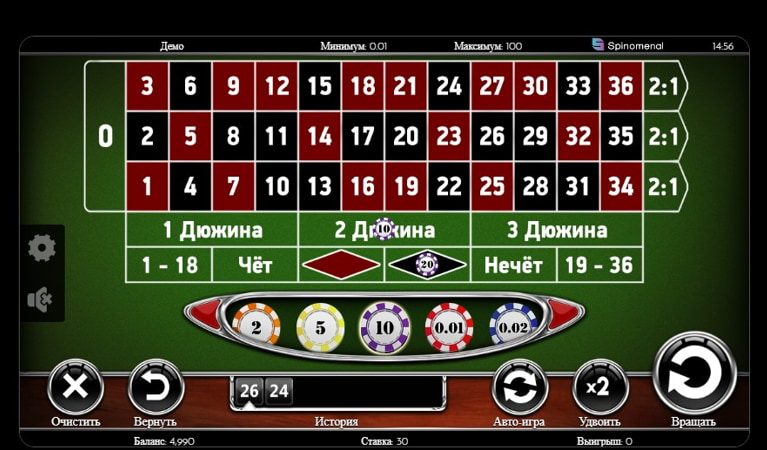 Демо Минимум: 0.01 Максимум: 100 Spinomenal 14:56
3 6 9 12 15 18 21 24 27 30 33 36 2:1
0 2 5 8 11 14 17 20 23 26 29 32 35 2:1
1 4 7 10 13 16 19 22 25 28 31 34 2:1
1 Дюжина 2 Дюжина 10 3 Дюжина
1 - 18 Чёт 20 Нечёт 19 - 36
2 5 10 0.01 0.02
26 24 x2
Очистить Вернуть История Авто-игра Удвоить Вращать
Баланс: 4,990 Ставка: 30 Выигрыш: 0